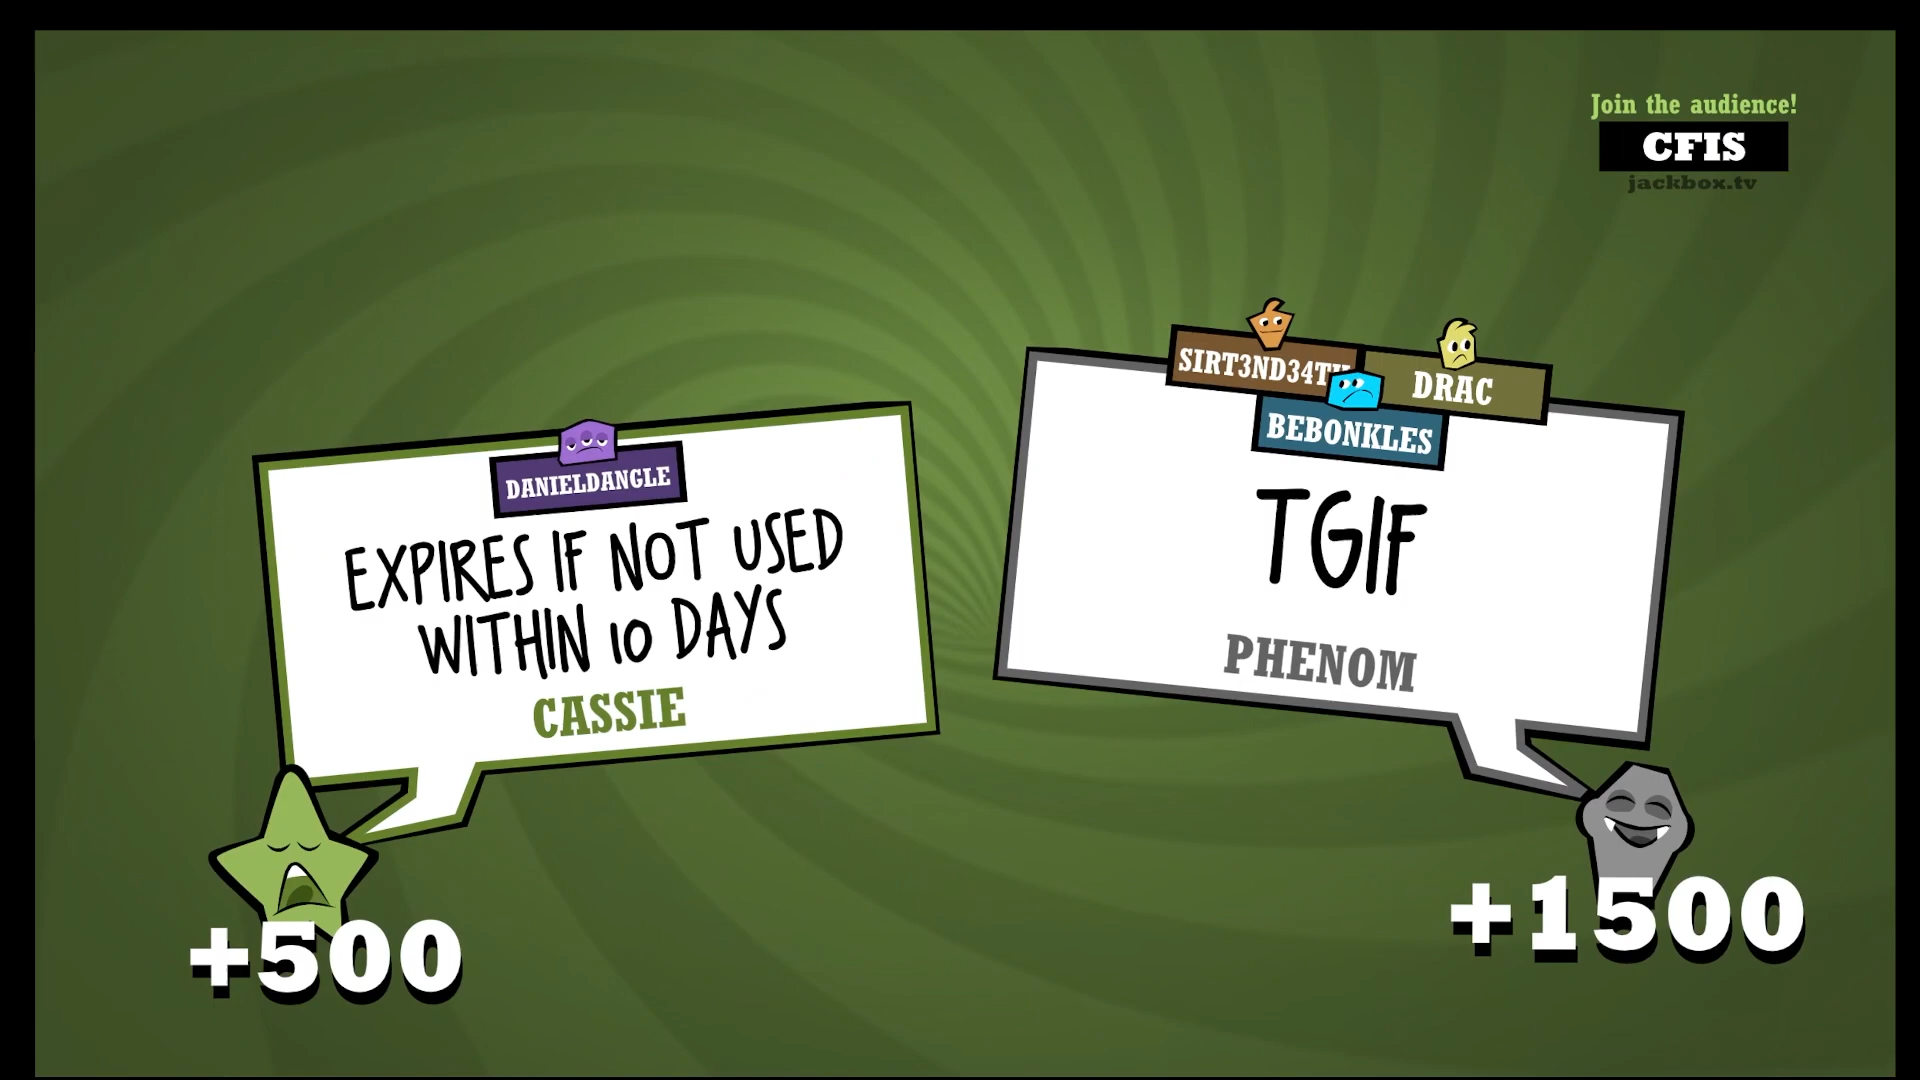 Join the audience!
CFIS
jackbox.tv
DANIELDANGLE
EXPIRES IF NOT USED
WITHIN 10 DAYS
CASSIE
+500
DRAC
BEBONKLES
TGIF
PHENOM
+1500